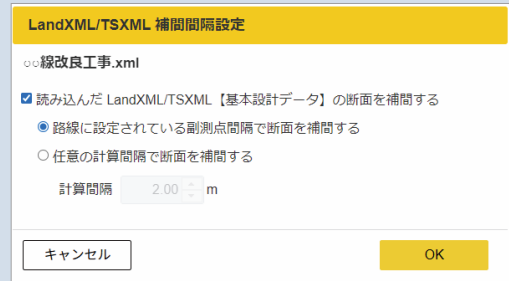 LandXML/TSXML 補間間隔設定
○○線改良工事.xml
読み込んだ LandXML/TSXML【基本設計データ】の断面を補間する
路線に設定されている副測点間隔で断面を補間する
任意の計算間隔で断面を補間する
計算間隔 2.00 m
キャンセル OK